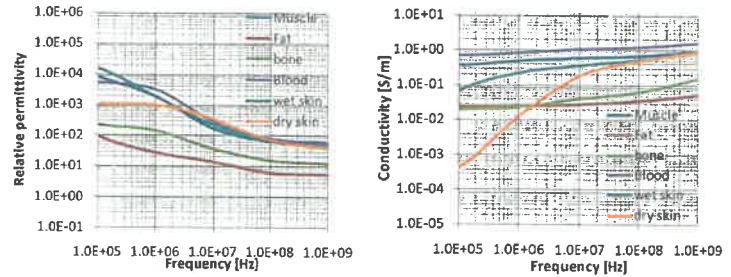 Relative permittivity
1.0E+06
1.0E+05
1.0E+04
1.0E+03
1.0E+02
1.0E+01
1.0E+00
1.0E-01
Muscle
Fat
bone
Blood
wet skin
dry skin
1.0E+05 1.0E+06 1.0E+07 1.0E+08 1.0E+09
Frequency [Hz]
Conductivity [S/m]
1.0E+01
1.0E+00
1.0E-01
1.0E-02
1.0E-03
1.0E-04
1.0E-05
Muscle
Fat
bone
Blood
wet skin
dry skin
1.0E+05 1.0E+06 1.0E+07 1.0E+08 1.0E+09
Frequency [Hz]